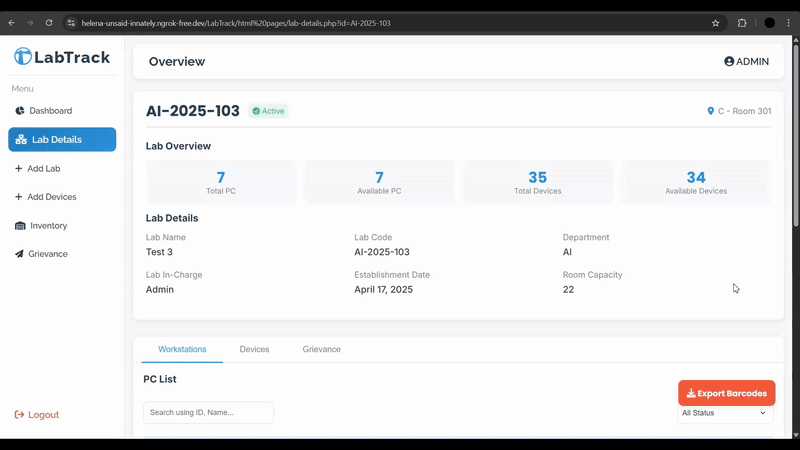 helena-unsaid-innately.ngrok-free.dev/LabTrack/html%20pages/lab-details.php?id=AI-2025-103
LabTrack
Overview
ADMIN
Menu
Dashboard
Lab Details
Add Lab
Add Devices
Inventory
Grievance
Logout
AI-2025-103
Active
C - Room 301
Lab Overview
7
Total PC
7
Available PC
35
Total Devices
34
Available Devices
Lab Details
Lab Name
Test 3
Lab Code
AI-2025-103
Department
AI
Lab In-Charge
Admin
Establishment Date
April 17, 2025
Room Capacity
22
Workstations Devices Grievance
PC List
Export Barcodes
Search using ID, Name...
All Status